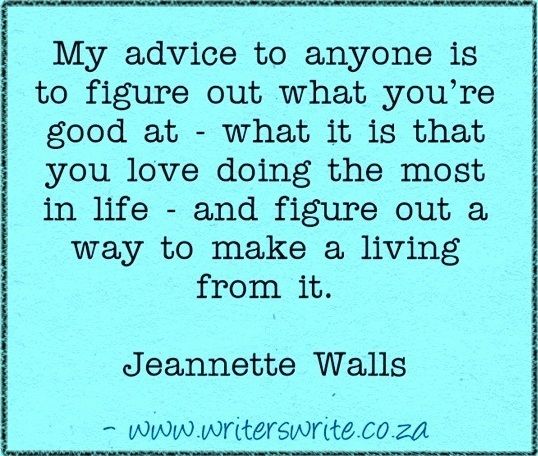 My advice to anyone is
to figure out what you're
good at - what it is that
you love doing the most
in life - and figure out a
way to make a living
from it.
Jeannette Walls
- www.writerswrite.co.za